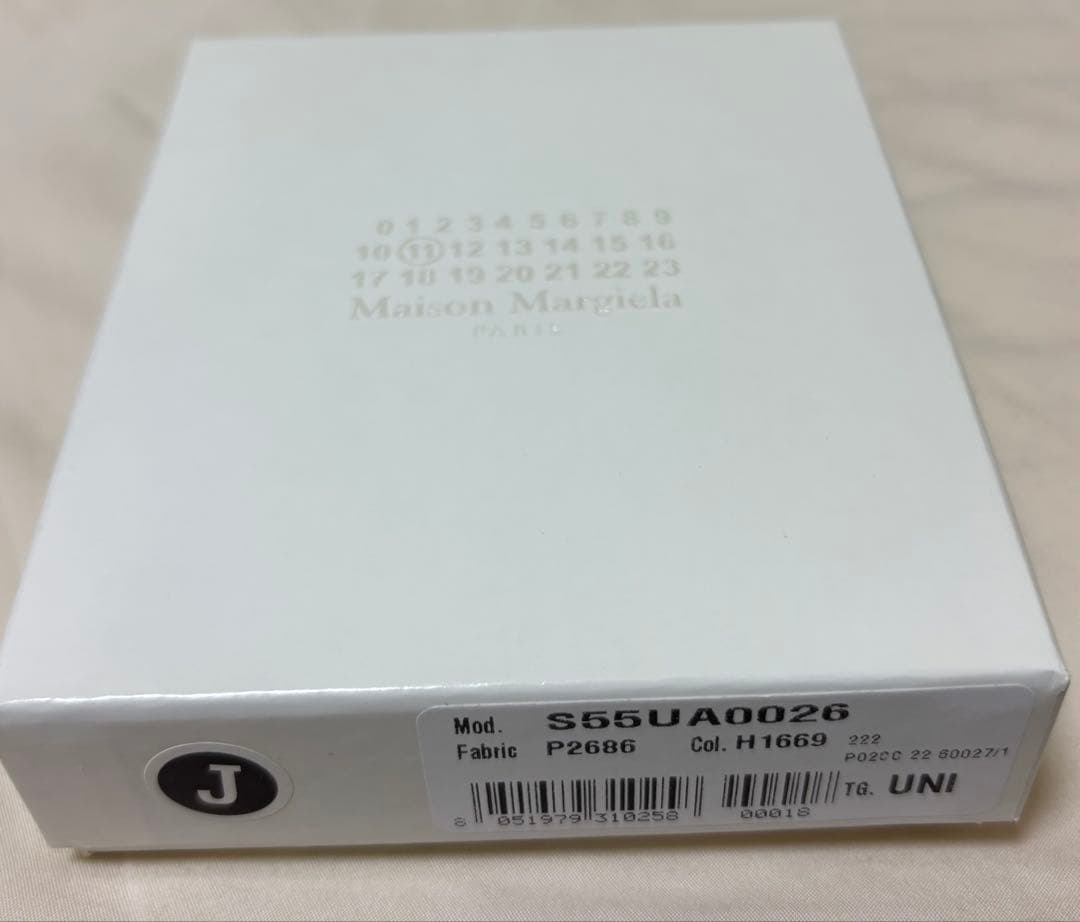 0 1 2 3 4 5 6 7 8 9
10 11 12 13 14 15 16
17 18 19 20 21 22 23
Maison Margiela
PARIS
J
Mod. S55UA0026
Fabric P2686 Col. H1669 222
22 60027/1
TG. UNI
8 051979 310258 00018